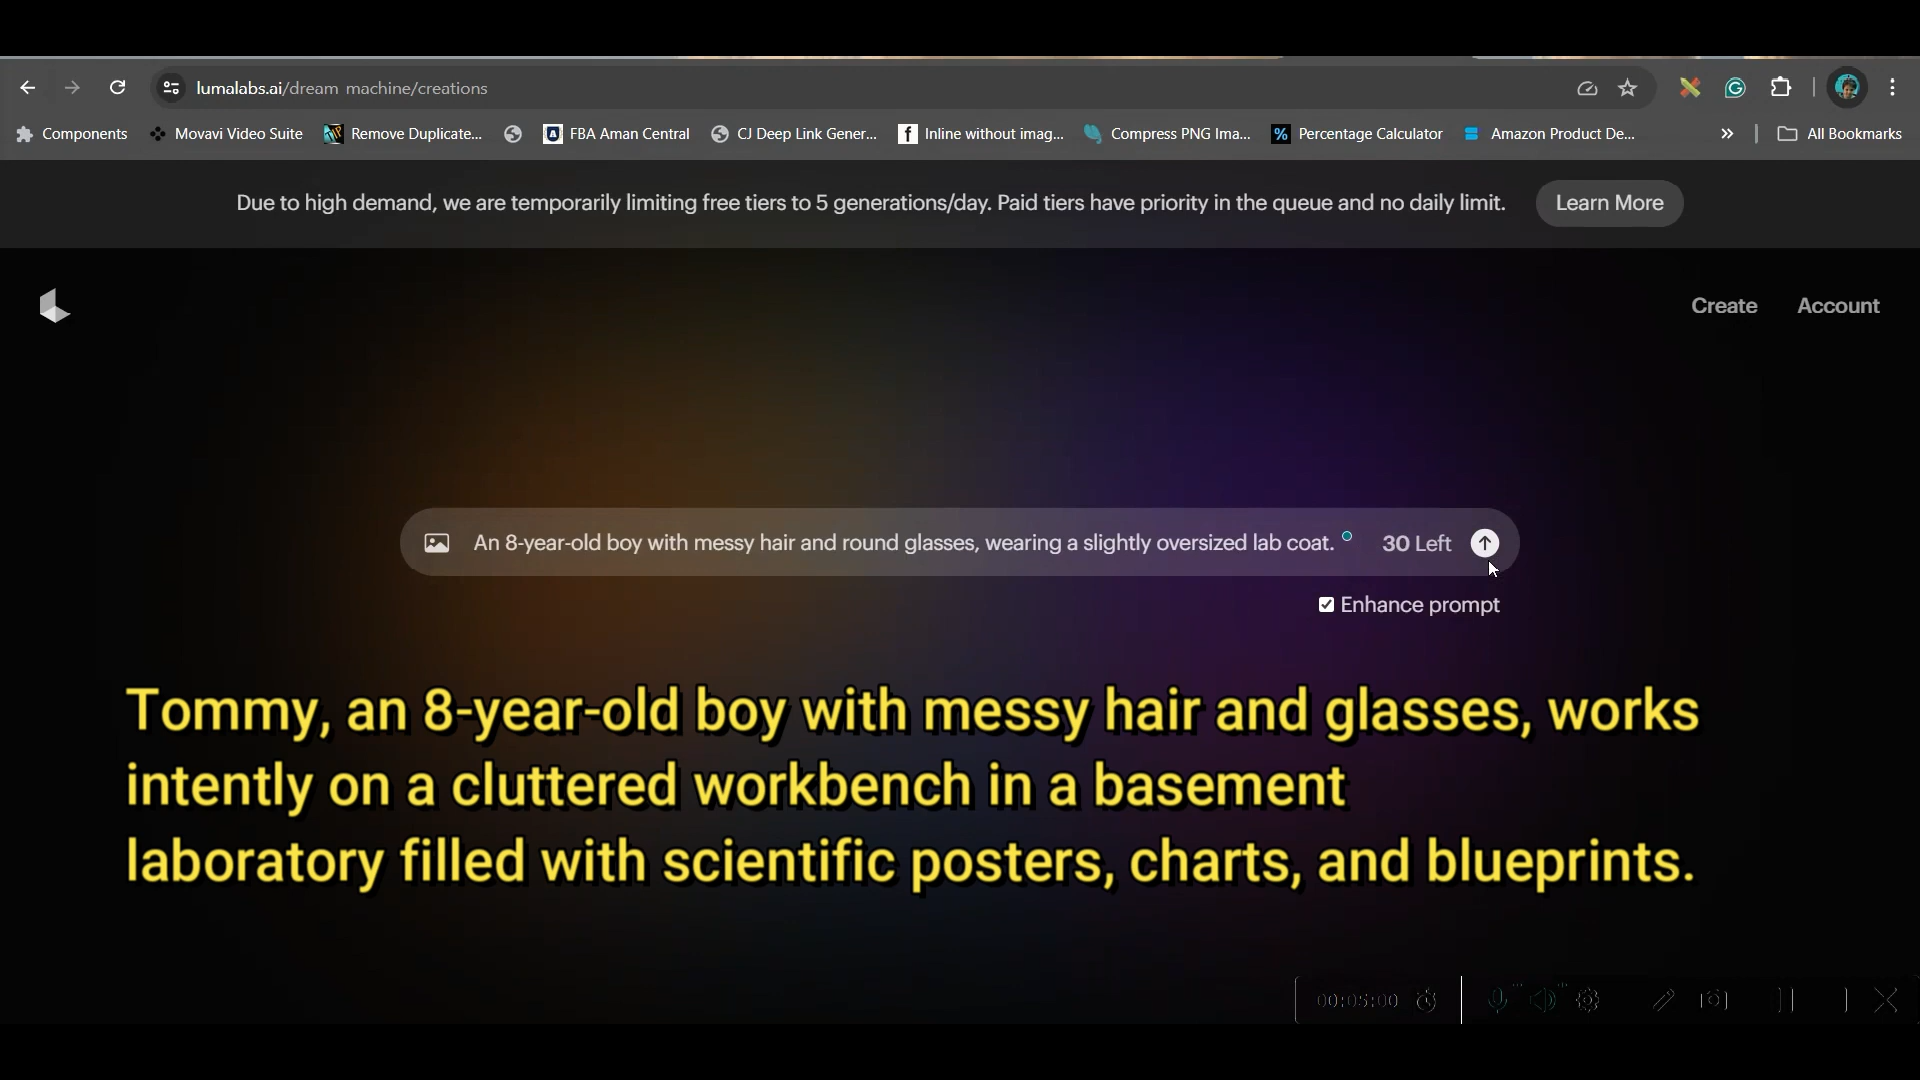 lumalabs.ai/dream machine/creations
Components Movavi Video Suite Remove Duplicate... FBA Aman Central CJ Deep Link Gener... Inline without imag... Compress PNG Ima... % Percentage Calculator Amazon Product De... » All Bookmarks
Due to high demand, we are temporarily limiting free tiers to 5 generations/day. Paid tiers have priority in the queue and no daily limit. Learn More
Create Account
An 8-year-old boy with messy hair and round glasses, wearing a slightly oversized lab coat. 30 Left
Enhance prompt
Tommy, an 8-year-old boy with messy hair and glasses, works
intently on a cluttered workbench in a basement
laboratory filled with scientific posters, charts, and blueprints.
00:05:00